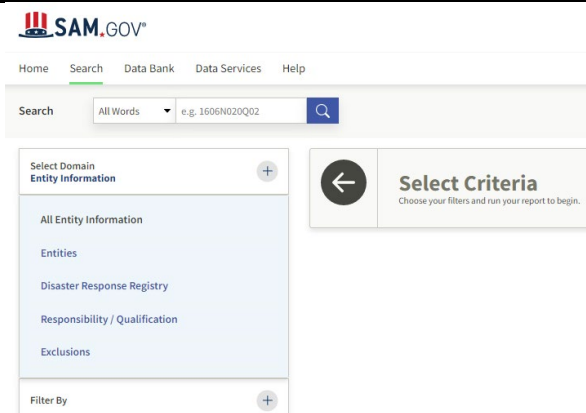 SAM.GOV®
Home Search Data Bank Data Services Help
Search All Words e.g. 1606N020Q02
Select Domain
Entity Information
All Entity Information
Entities
Disaster Response Registry
Responsibility / Qualification
Exclusions
Filter By
Select Criteria
Choose your filters and run your report to begin.